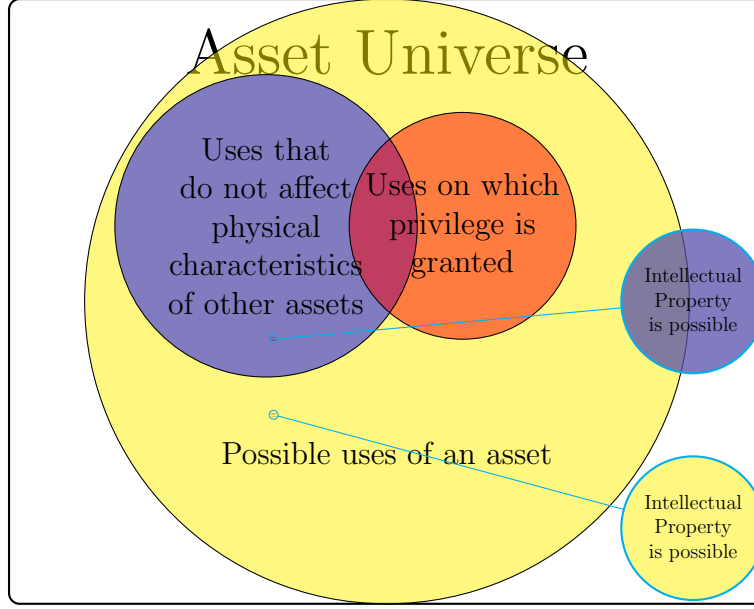 Asset Universe
Uses that
do not affect
physical
characteristics
of other assets
Uses on which
privilege is
granted
Intellectual
Property
is possible
Possible uses of an asset
Intellectual
Property
is possible